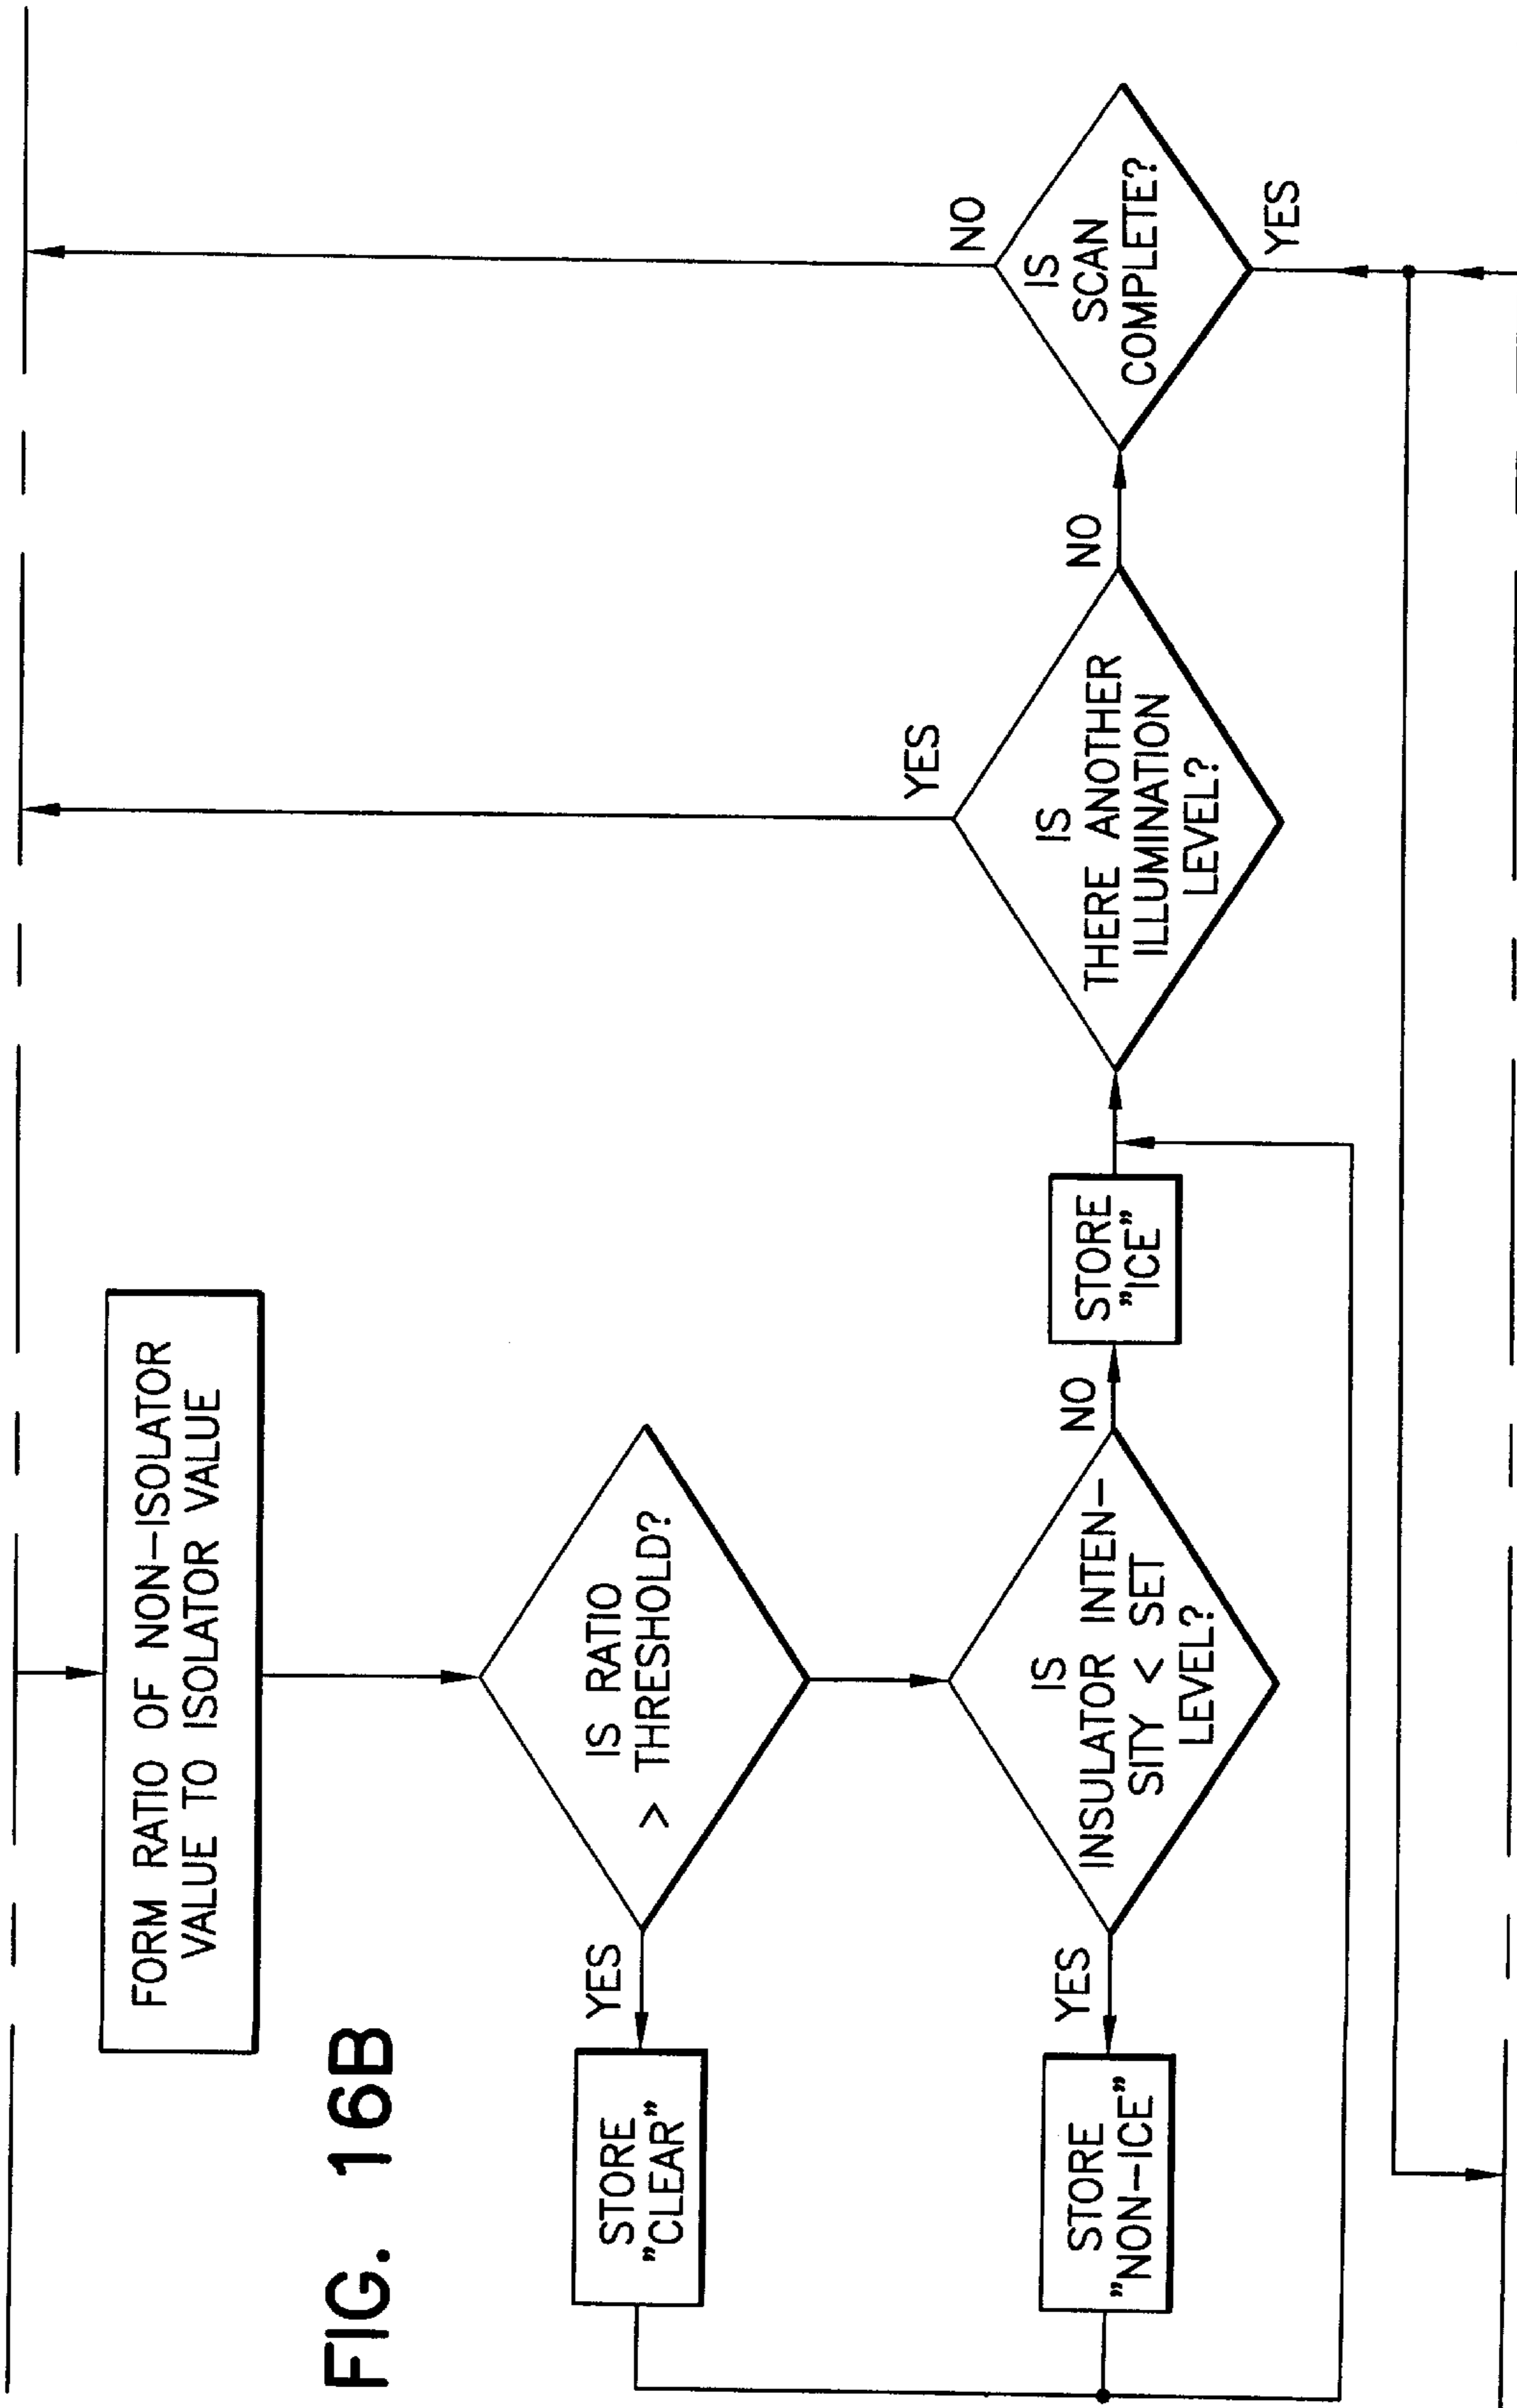 FORM RATIO OF NON-ISOLATOR
VALUE TO ISOLATOR VALUE
FIG. 16B
IS RATIO
> THRESHOLD?
YES
STORE
"CLEAR"
IS
INSULATOR INTEN-
SITY < SET
LEVEL?
YES
STORE
"NON-ICE"
NO
STORE
"ICE"
IS
THERE ANOTHER
ILLUMINATION
LEVEL?
YES
NO
IS
SCAN
COMPLETE?
NO
YES